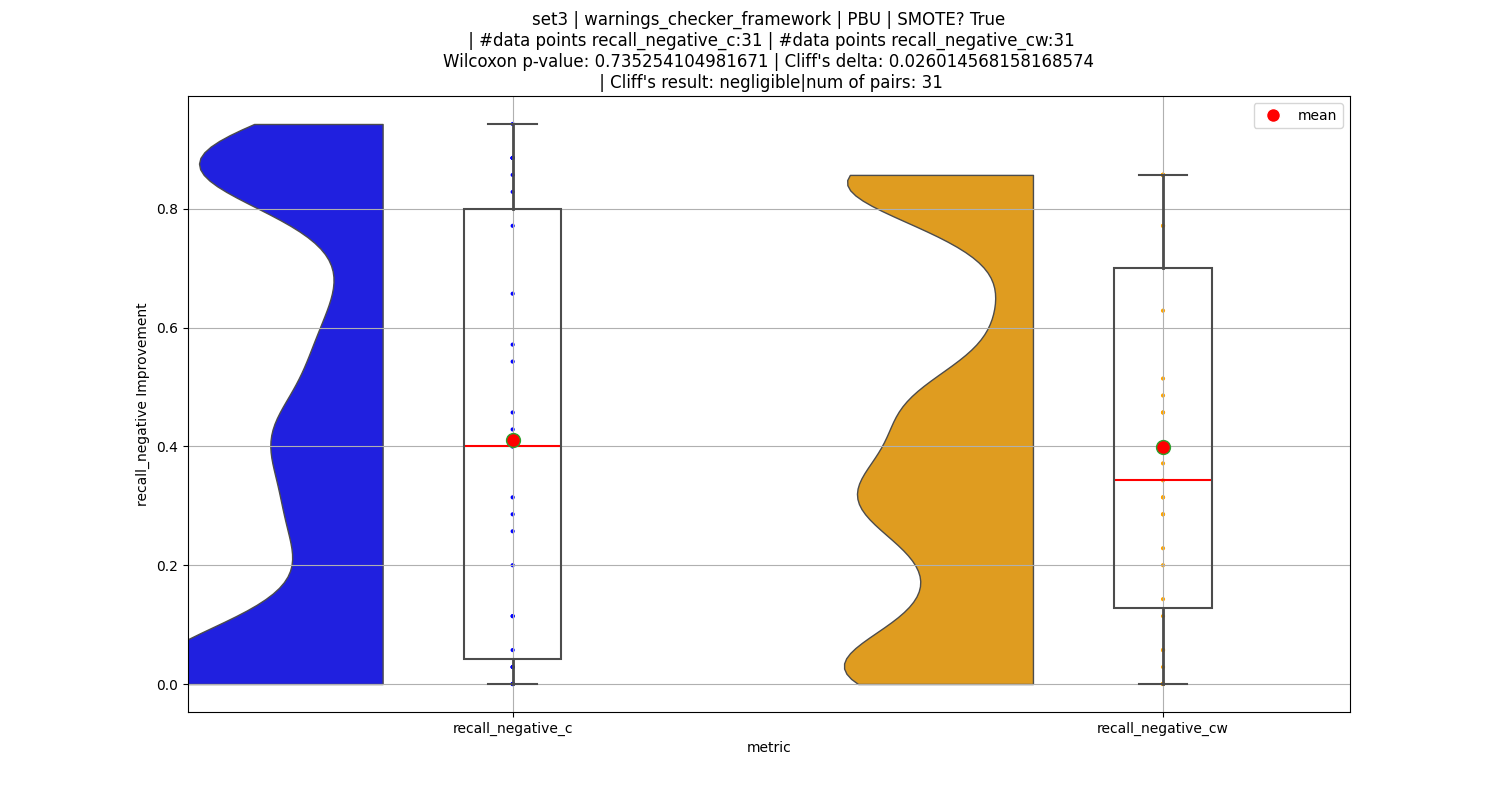 set3 | warnings_checker_framework | PBU | SMOTE? True
| #data points recall_negative_c:31 | #data points recall_negative_cw:31
Wilcoxon p-value: 0.735254104981671 | Cliff's delta: 0.026014568158168574
| Cliff's result: negligible|num of pairs: 31
mean
recall_negative Improvement
0.8
0.6
0.4
0.2
0.0
recall_negative_c
recall_negative_cw
metric